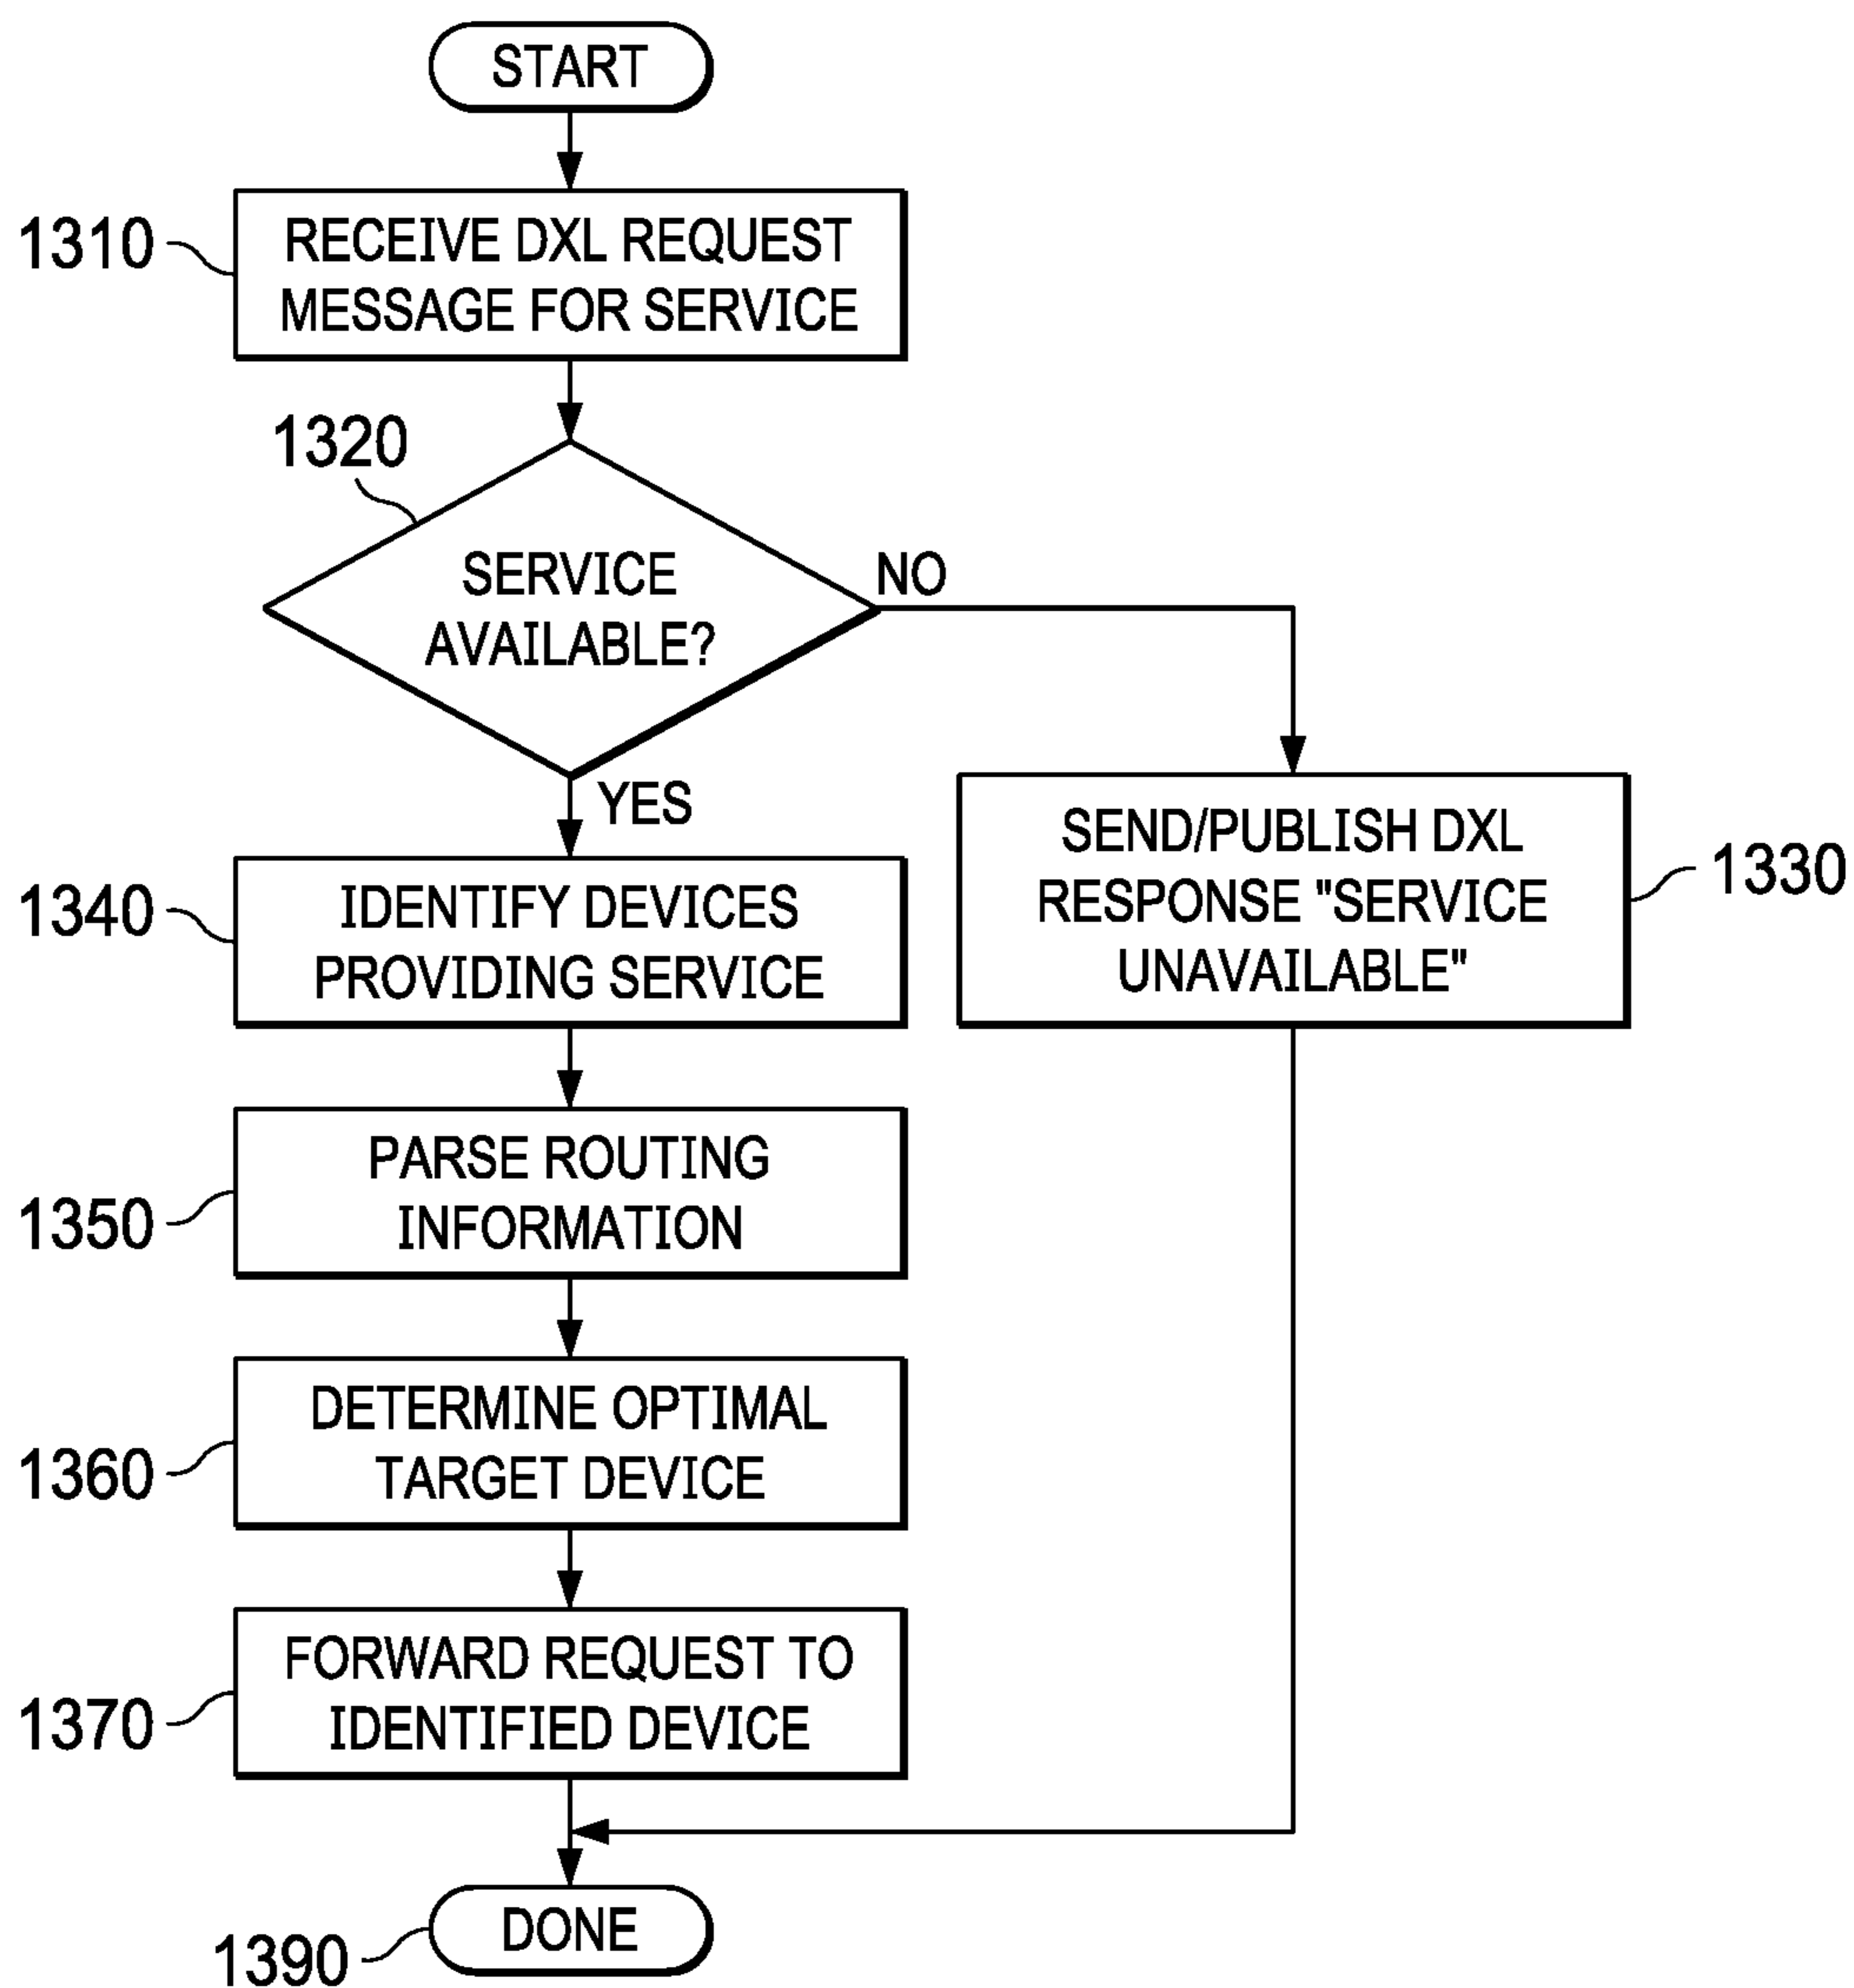 START
1310
RECEIVE DXL REQUEST
MESSAGE FOR SERVICE
1320
SERVICE
AVAILABLE?
NO
YES
SEND/PUBLISH DXL
RESPONSE "SERVICE
UNAVAILABLE"
1330
1340
IDENTIFY DEVICES
PROVIDING SERVICE
1350
PARSE ROUTING
INFORMATION
1360
DETERMINE OPTIMAL
TARGET DEVICE
1370
FORWARD REQUEST TO
IDENTIFIED DEVICE
1390
DONE